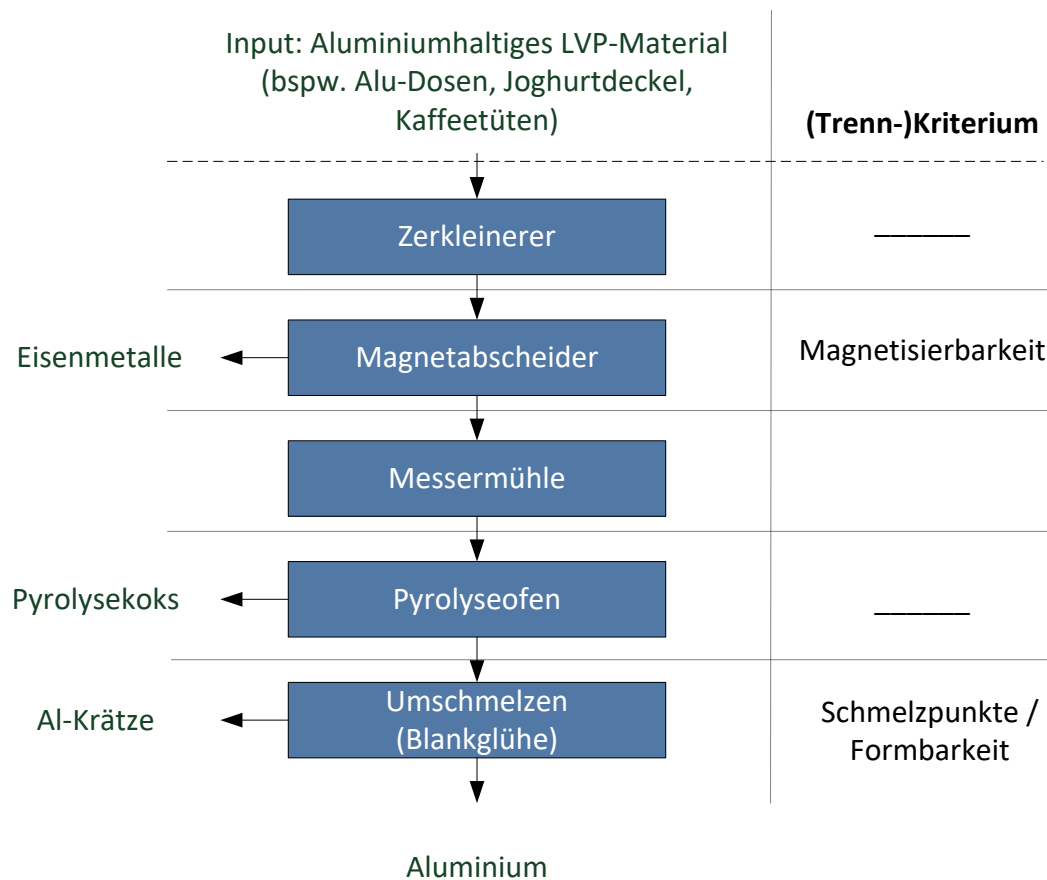 Input: Aluminiumhaltiges LVP-Material
(bspw. Alu-Dosen, Joghurtdeckel,
Kaffeetüten)
(Trenn-)Kriterium
Zerkleinerer
______
Eisenmetalle
Magnetabscheider
Magnetisierbarkeit
Messermühle
Pyrolysekoks
Pyrolyseofen
______
Al-Krätze
Umschmelzen
(Blankglühe)
Schmelzpunkte /
Formbarkeit
Aluminium